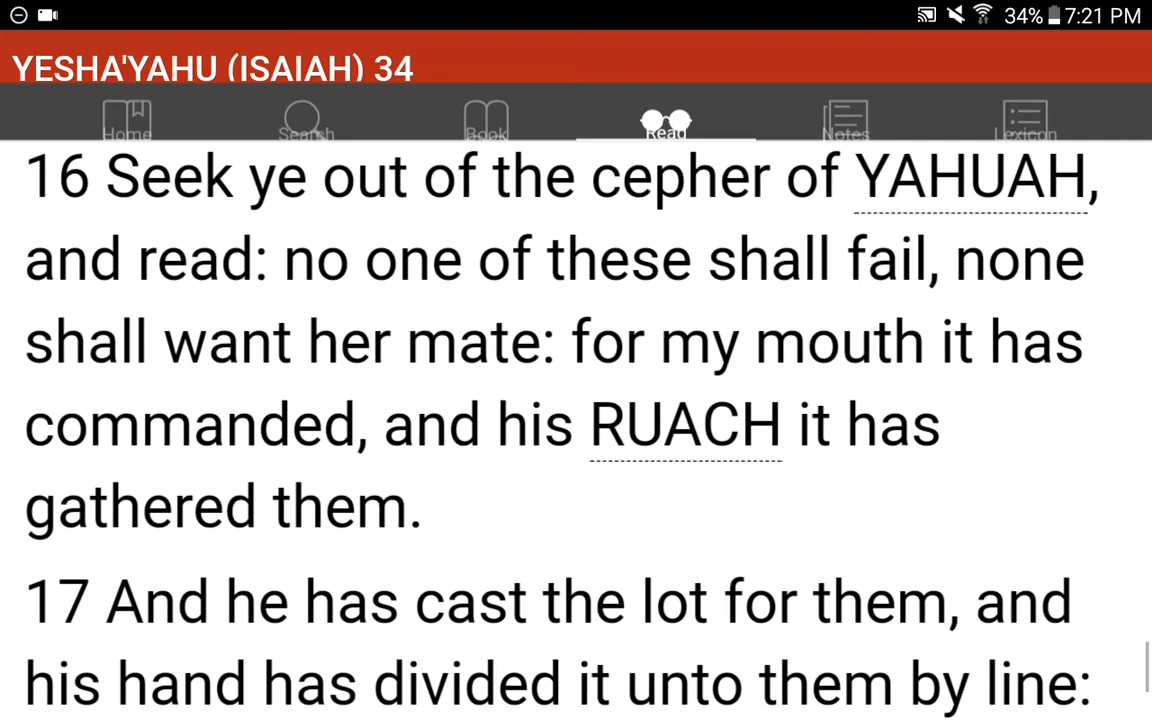 34% 7:21 PM
YESHA'YAHU (ISAIAH) 34
Home Search Book Read Notes Lexicon
16 Seek ye out of the cepher of YAHUAH,
and read: no one of these shall fail, none
shall want her mate: for my mouth it has
commanded, and his RUACH it has
gathered them.
17 And he has cast the lot for them, and
his hand has divided it unto them by line: